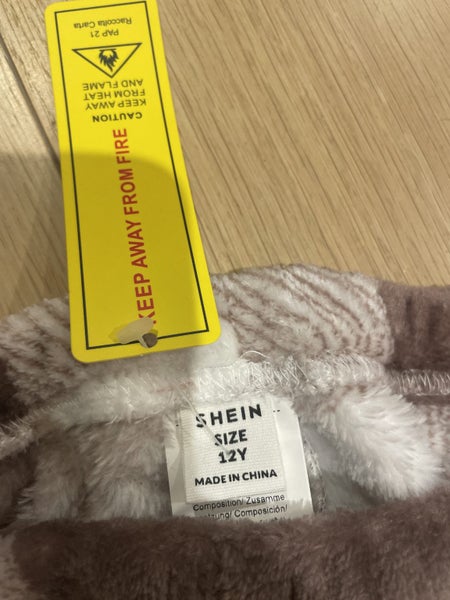 PAP 21
Raccolta Carta
CAUTION
KEEP AWAY
FROM HEAT
AND FLAME
KEEP AWAY FROM FIRE
SHEIN
SIZE
12Y
MADE IN CHINA
Composition/ Zusamme
Composición/